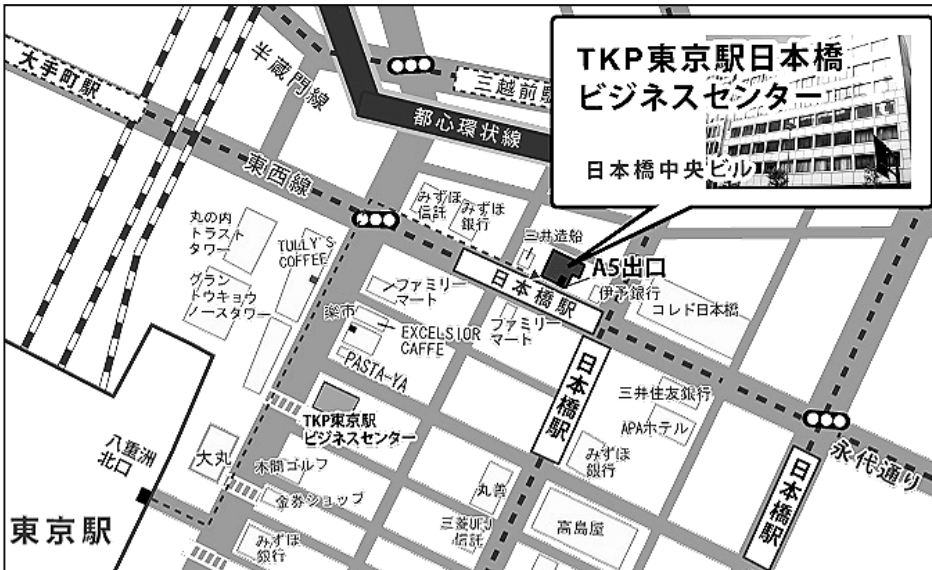 TKP東京駅日本橋
ビジネスセンター
日本橋中央ビル
大手町駅
半蔵門線
三越前駅
都心環状線
東西線
みずほ
信託
みずほ
銀行
三井造船
A5出口
丸の内
トラスト
タワー
TULLY'S
COFFEE
グラン
トウキョウ
ノースタワー
ファミリー
マート
日本橋駅
伊予銀行
コレド日本橋
楽市
EXCELSIOR
CAFFE
ファミリー
マート
PASTA-YA
日本橋駅
三井住友銀行
APAホテル
TKP東京駅
ビジネスセンター
みずほ
銀行
永代通り
日本橋駅
八重洲
北口
大丸
本間ゴルフ
金券ショップ
丸善
三菱UFJ
信託
高島屋
東京駅
みずほ
銀行